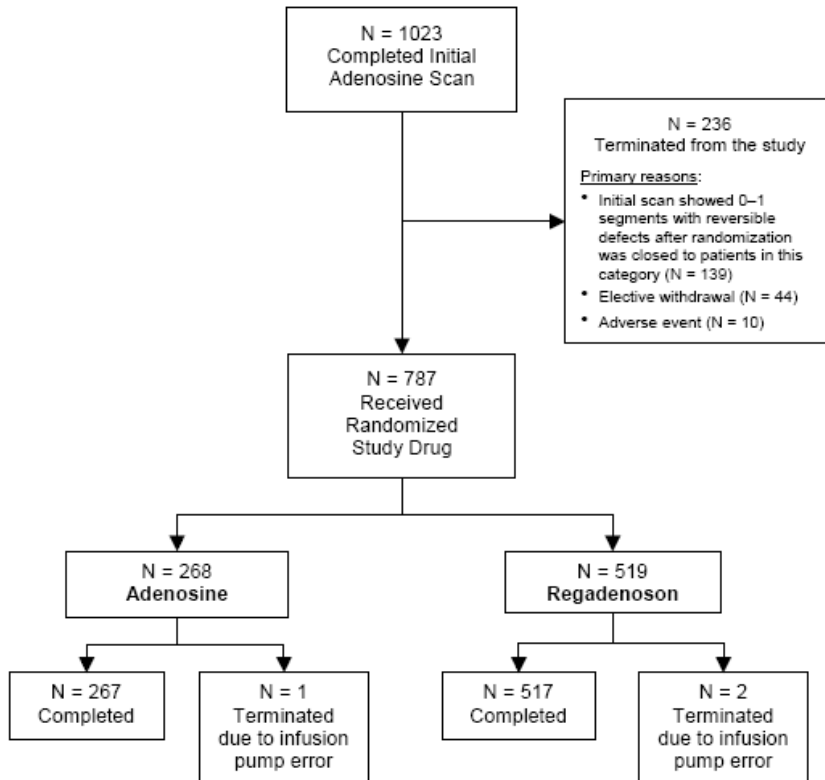 N = 1023
Completed Initial
Adenosine Scan
N = 236
Terminated from the study
Primary reasons:
• Initial scan showed 0–1
segments with reversible
defects after randomization
was closed to patients in this
category (N = 139)
• Elective withdrawal (N = 44)
• Adverse event (N = 10)
N = 787
Received
Randomized
Study Drug
N = 268
Adenosine
N = 519
Regadenoson
N = 267
Completed
N = 1
Terminated
due to infusion
pump error
N = 517
Completed
N = 2
Terminated
due to infusion
pump error